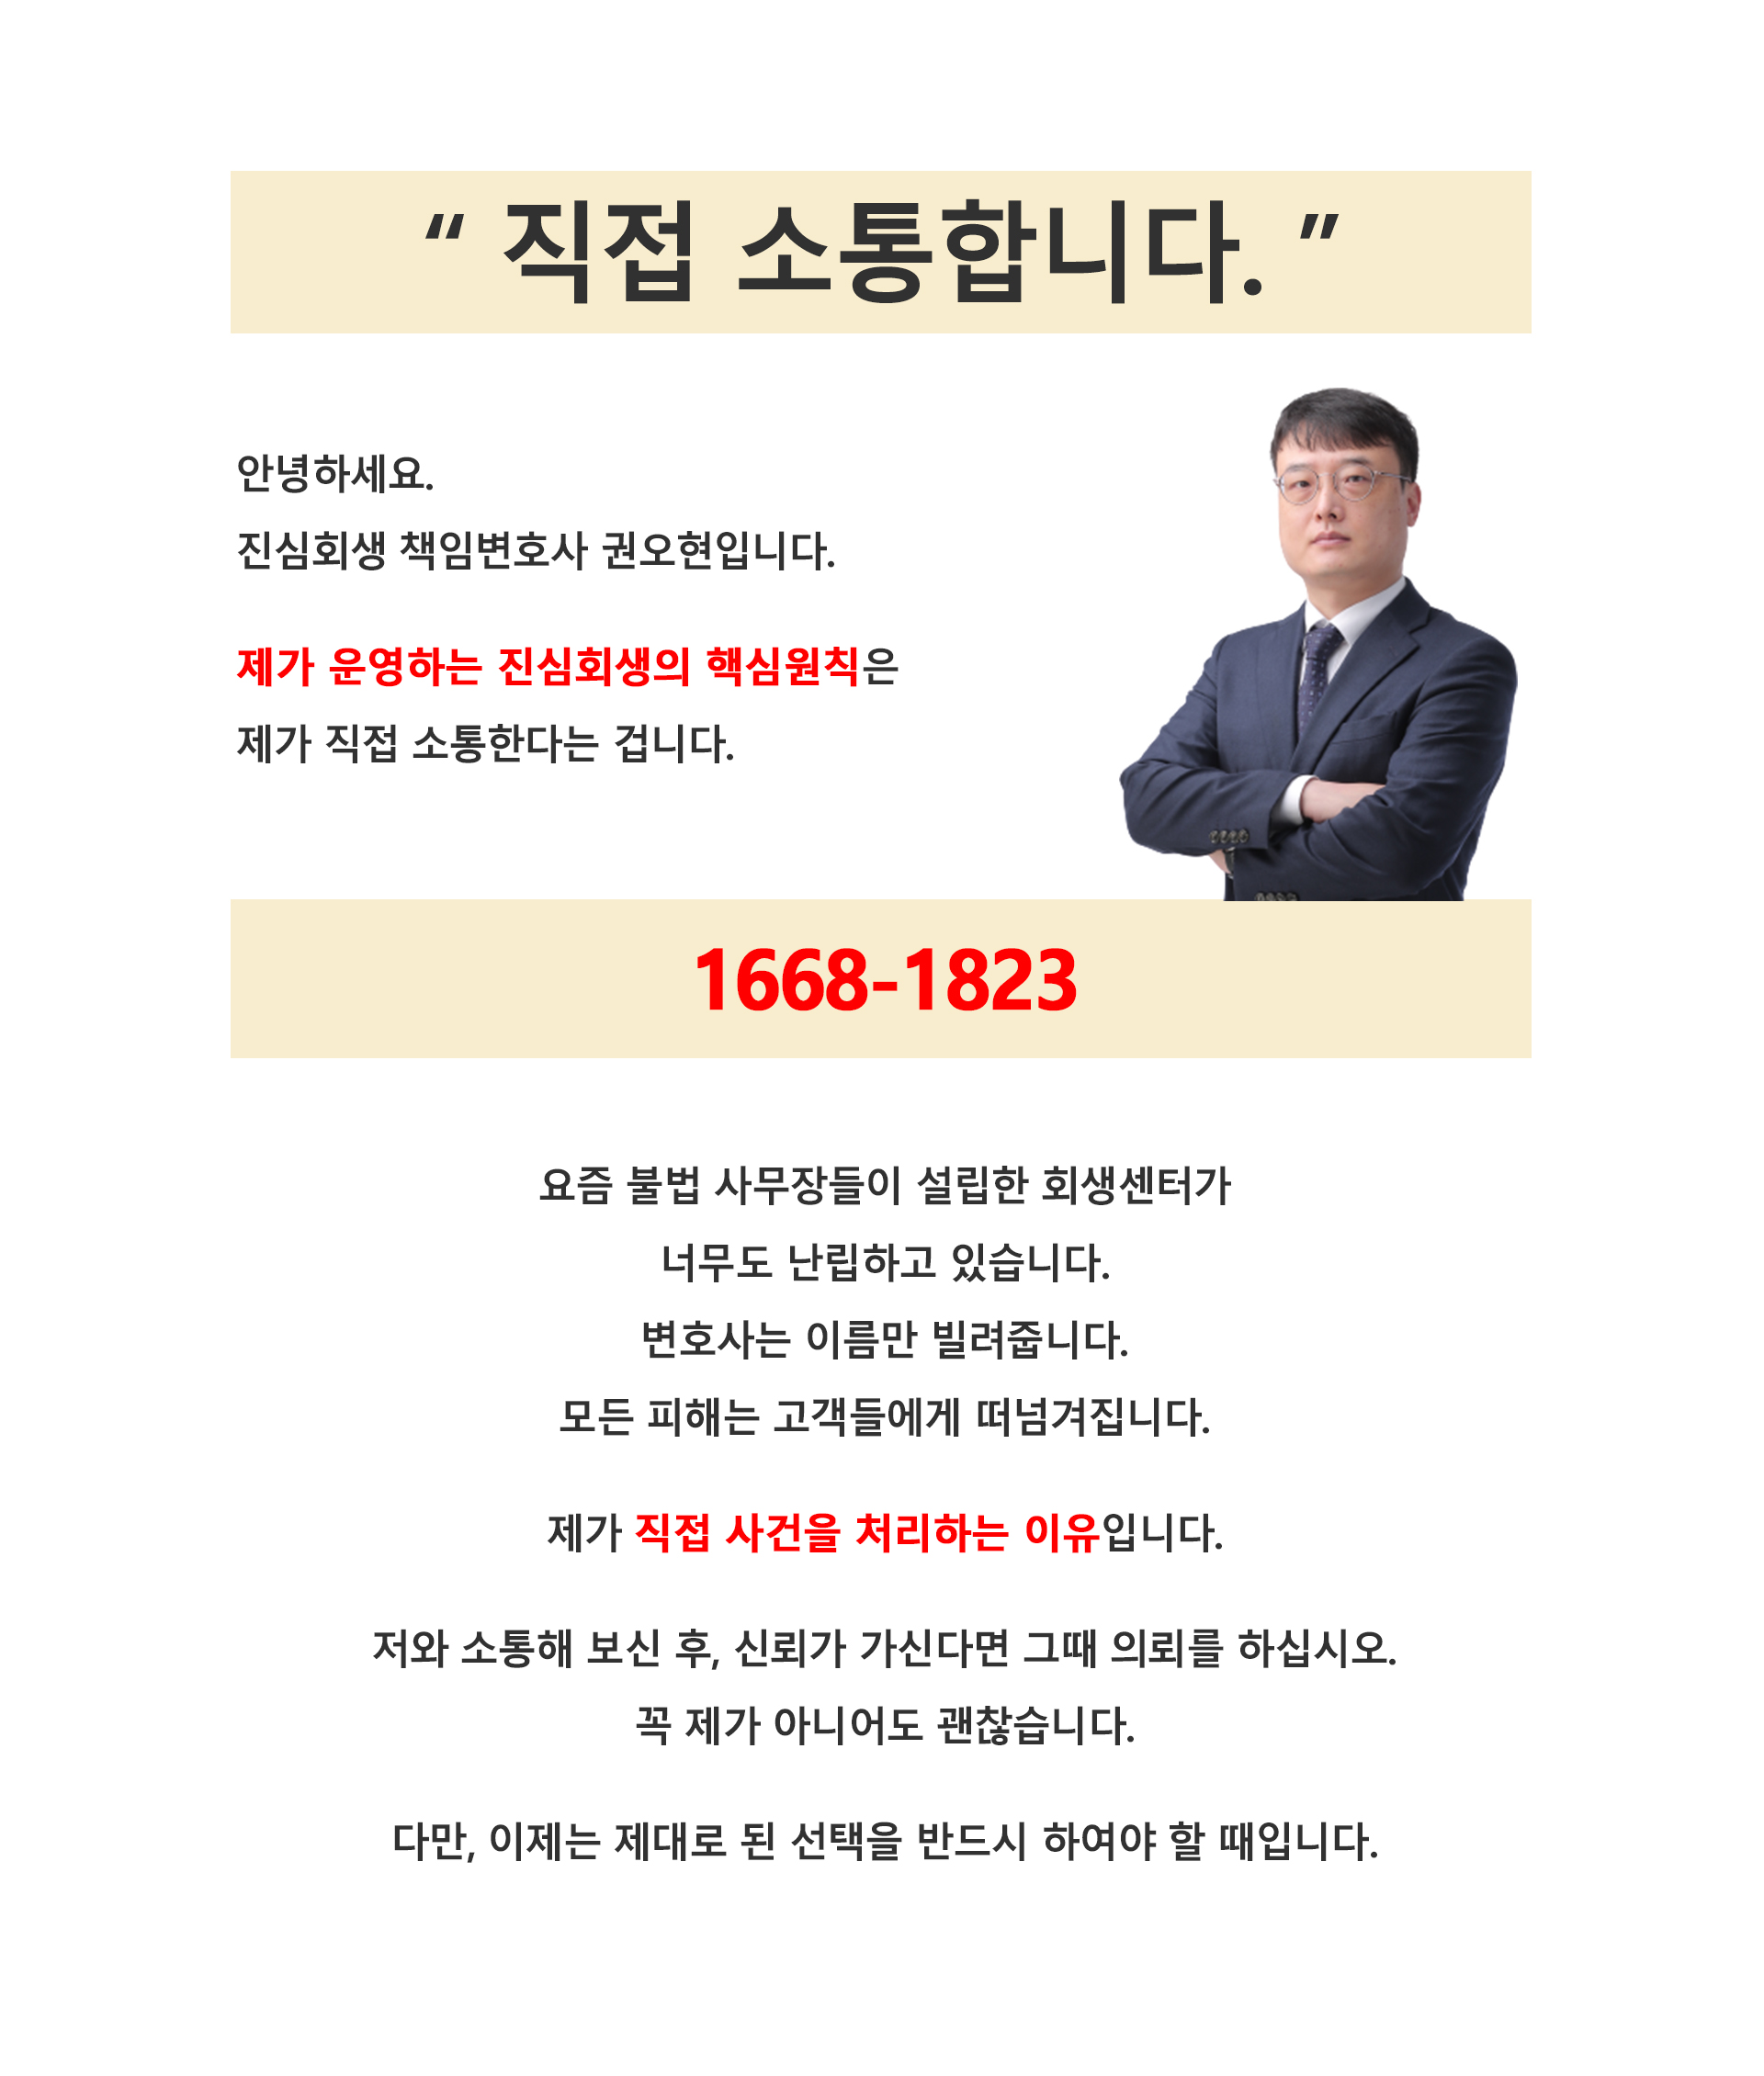 “ 직접 소통합니다. ”
안녕하세요.
진심회생 책임변호사 권오현입니다.
제가 운영하는 진심회생의 핵심원칙은
제가 직접 소통한다는 겁니다.
1668-1823
요즘 불법 사무장들이 설립한 회생센터가
너무도 난립하고 있습니다.
변호사는 이름만 빌려줍니다.
모든 피해는 고객들에게 떠넘겨집니다.
제가 직접 사건을 처리하는 이유입니다.
저와 소통해 보신 후, 신뢰가 가신다면 그때 의뢰를 하십시오.
꼭 제가 아니어도 괜찮습니다.
다만, 이제는 제대로 된 선택을 반드시 하여야 할 때입니다.